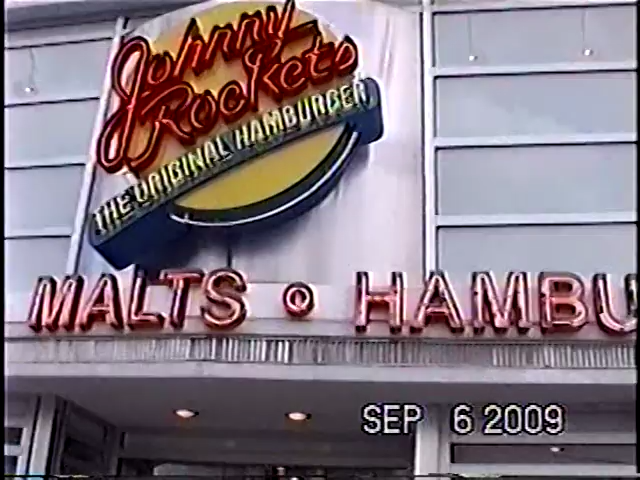 Johnny
Rockets
THE ORIGINAL HAMBURGER
MALTS • HAMBU
SEP 6 2009